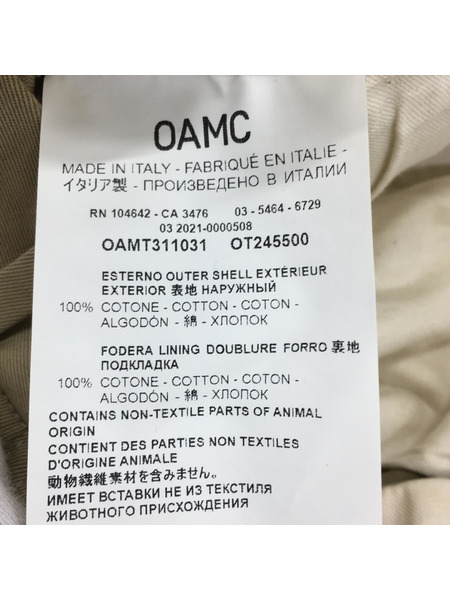 OAMC
MADE IN ITALY - FABRIQUÉ EN ITALIE -
イタリア製 - ПРОИЗВЕДЕНО В ИТАЛИИ
RN 104642 - CA 3476 03 - 5464 - 6729
03 2021-0000508
OAMT311031 OT245500
ESTERNO OUTER SHELL EXTÉRIEUR
EXTERIOR 表地 НАРУЖНЫЙ
100% COTONE - COTTON - COTON -
ALGODÓN - 綿 - ХЛОПОК
FODERA LINING DOUBLURE FORRO 裏地
ПОДКЛАДКА
100% COTONE - COTTON - COTON -
ALGODÓN - 綿 - ХЛОПОК
CONTAINS NON-TEXTILE PARTS OF ANIMAL
ORIGIN
CONTIENT DES PARTIES NON TEXTILES
D'ORIGINE ANIMALE
動物繊維素材を含みません。
ИМЕЕТ ВСТАВКИ НЕ ИЗ ТЕКСТИЛЯ
ЖИВОТНОГО ПРИСХОЖДЕНИЯ